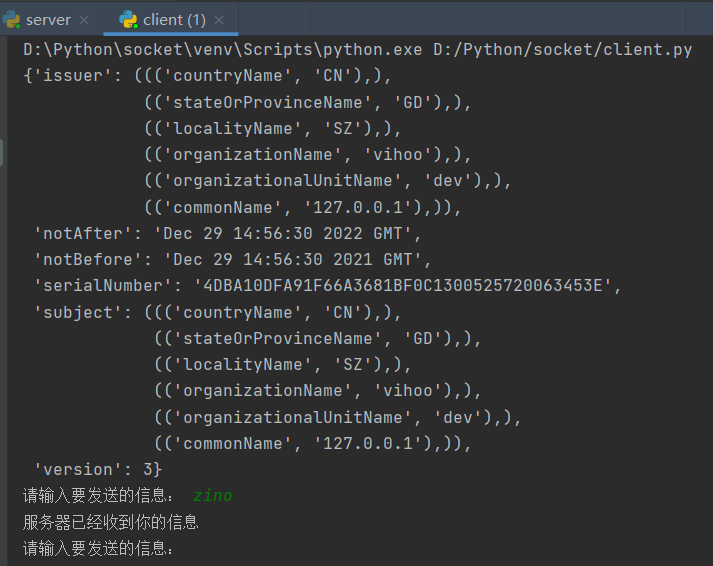 server client (1)
D:\Python\socket\venv\Scripts\python.exe D:/Python/socket/client.py
{'issuer': ((('countryName', 'CN'),),
(('stateOrProvinceName', 'GD'),),
(('localityName', 'SZ'),),
(('organizationName', 'vihoo'),),
(('organizationalUnitName', 'dev'),),
(('commonName', '127.0.0.1'),)),
'notAfter': 'Dec 29 14:56:30 2022 GMT',
'notBefore': 'Dec 29 14:56:30 2021 GMT',
'serialNumber': '4DBA10DFA91F66A3681BF0C1300525720063453E',
'subject': ((('countryName', 'CN'),),
(('stateOrProvinceName', 'GD'),),
(('localityName', 'SZ'),),
(('organizationName', 'vihoo'),),
(('organizationalUnitName', 'dev'),),
(('commonName', '127.0.0.1'),)),
'version': 3}
请输入要发送的信息： zino
服务器已经收到你的信息
请输入要发送的信息：